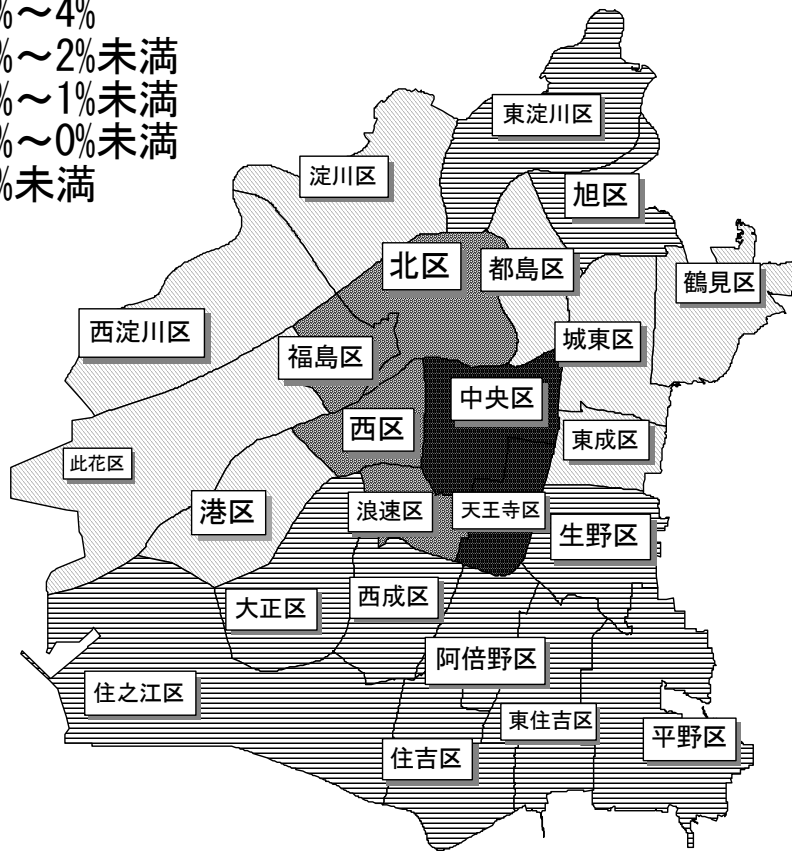 %～4%
%～2%未満
%～1%未満
%～0%未満
%未満
東淀川区
淀川区
旭区
北区
都島区
鶴見区
西淀川区
福島区
城東区
中央区
西区
東成区
此花区
港区
浪速区
天王寺区
生野区
大正区
西成区
阿倍野区
住之江区
東住吉区
平野区
住吉区